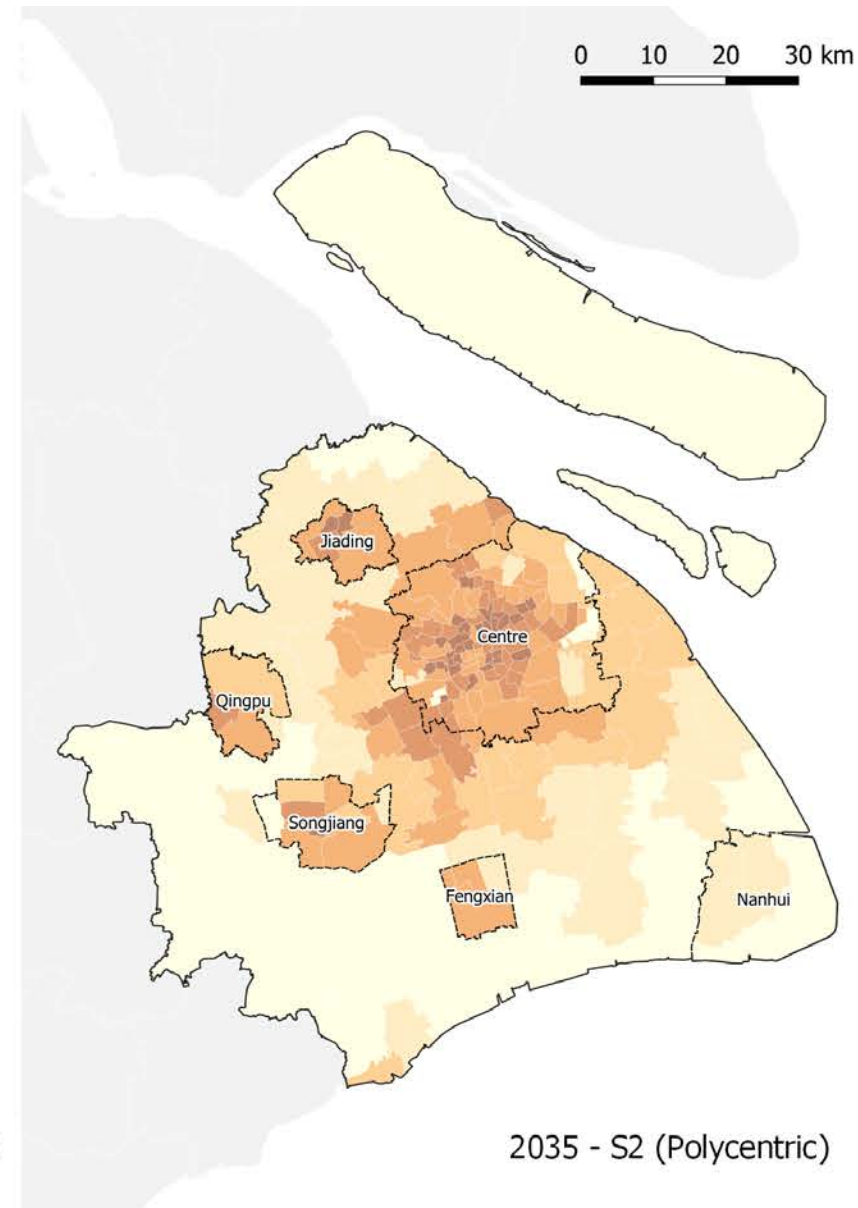 0 10 20 30 km
Jiading
Centre
Qingpu
Songjiang
Fengxian
Nanhui
2035 - S2 (Polycentric)